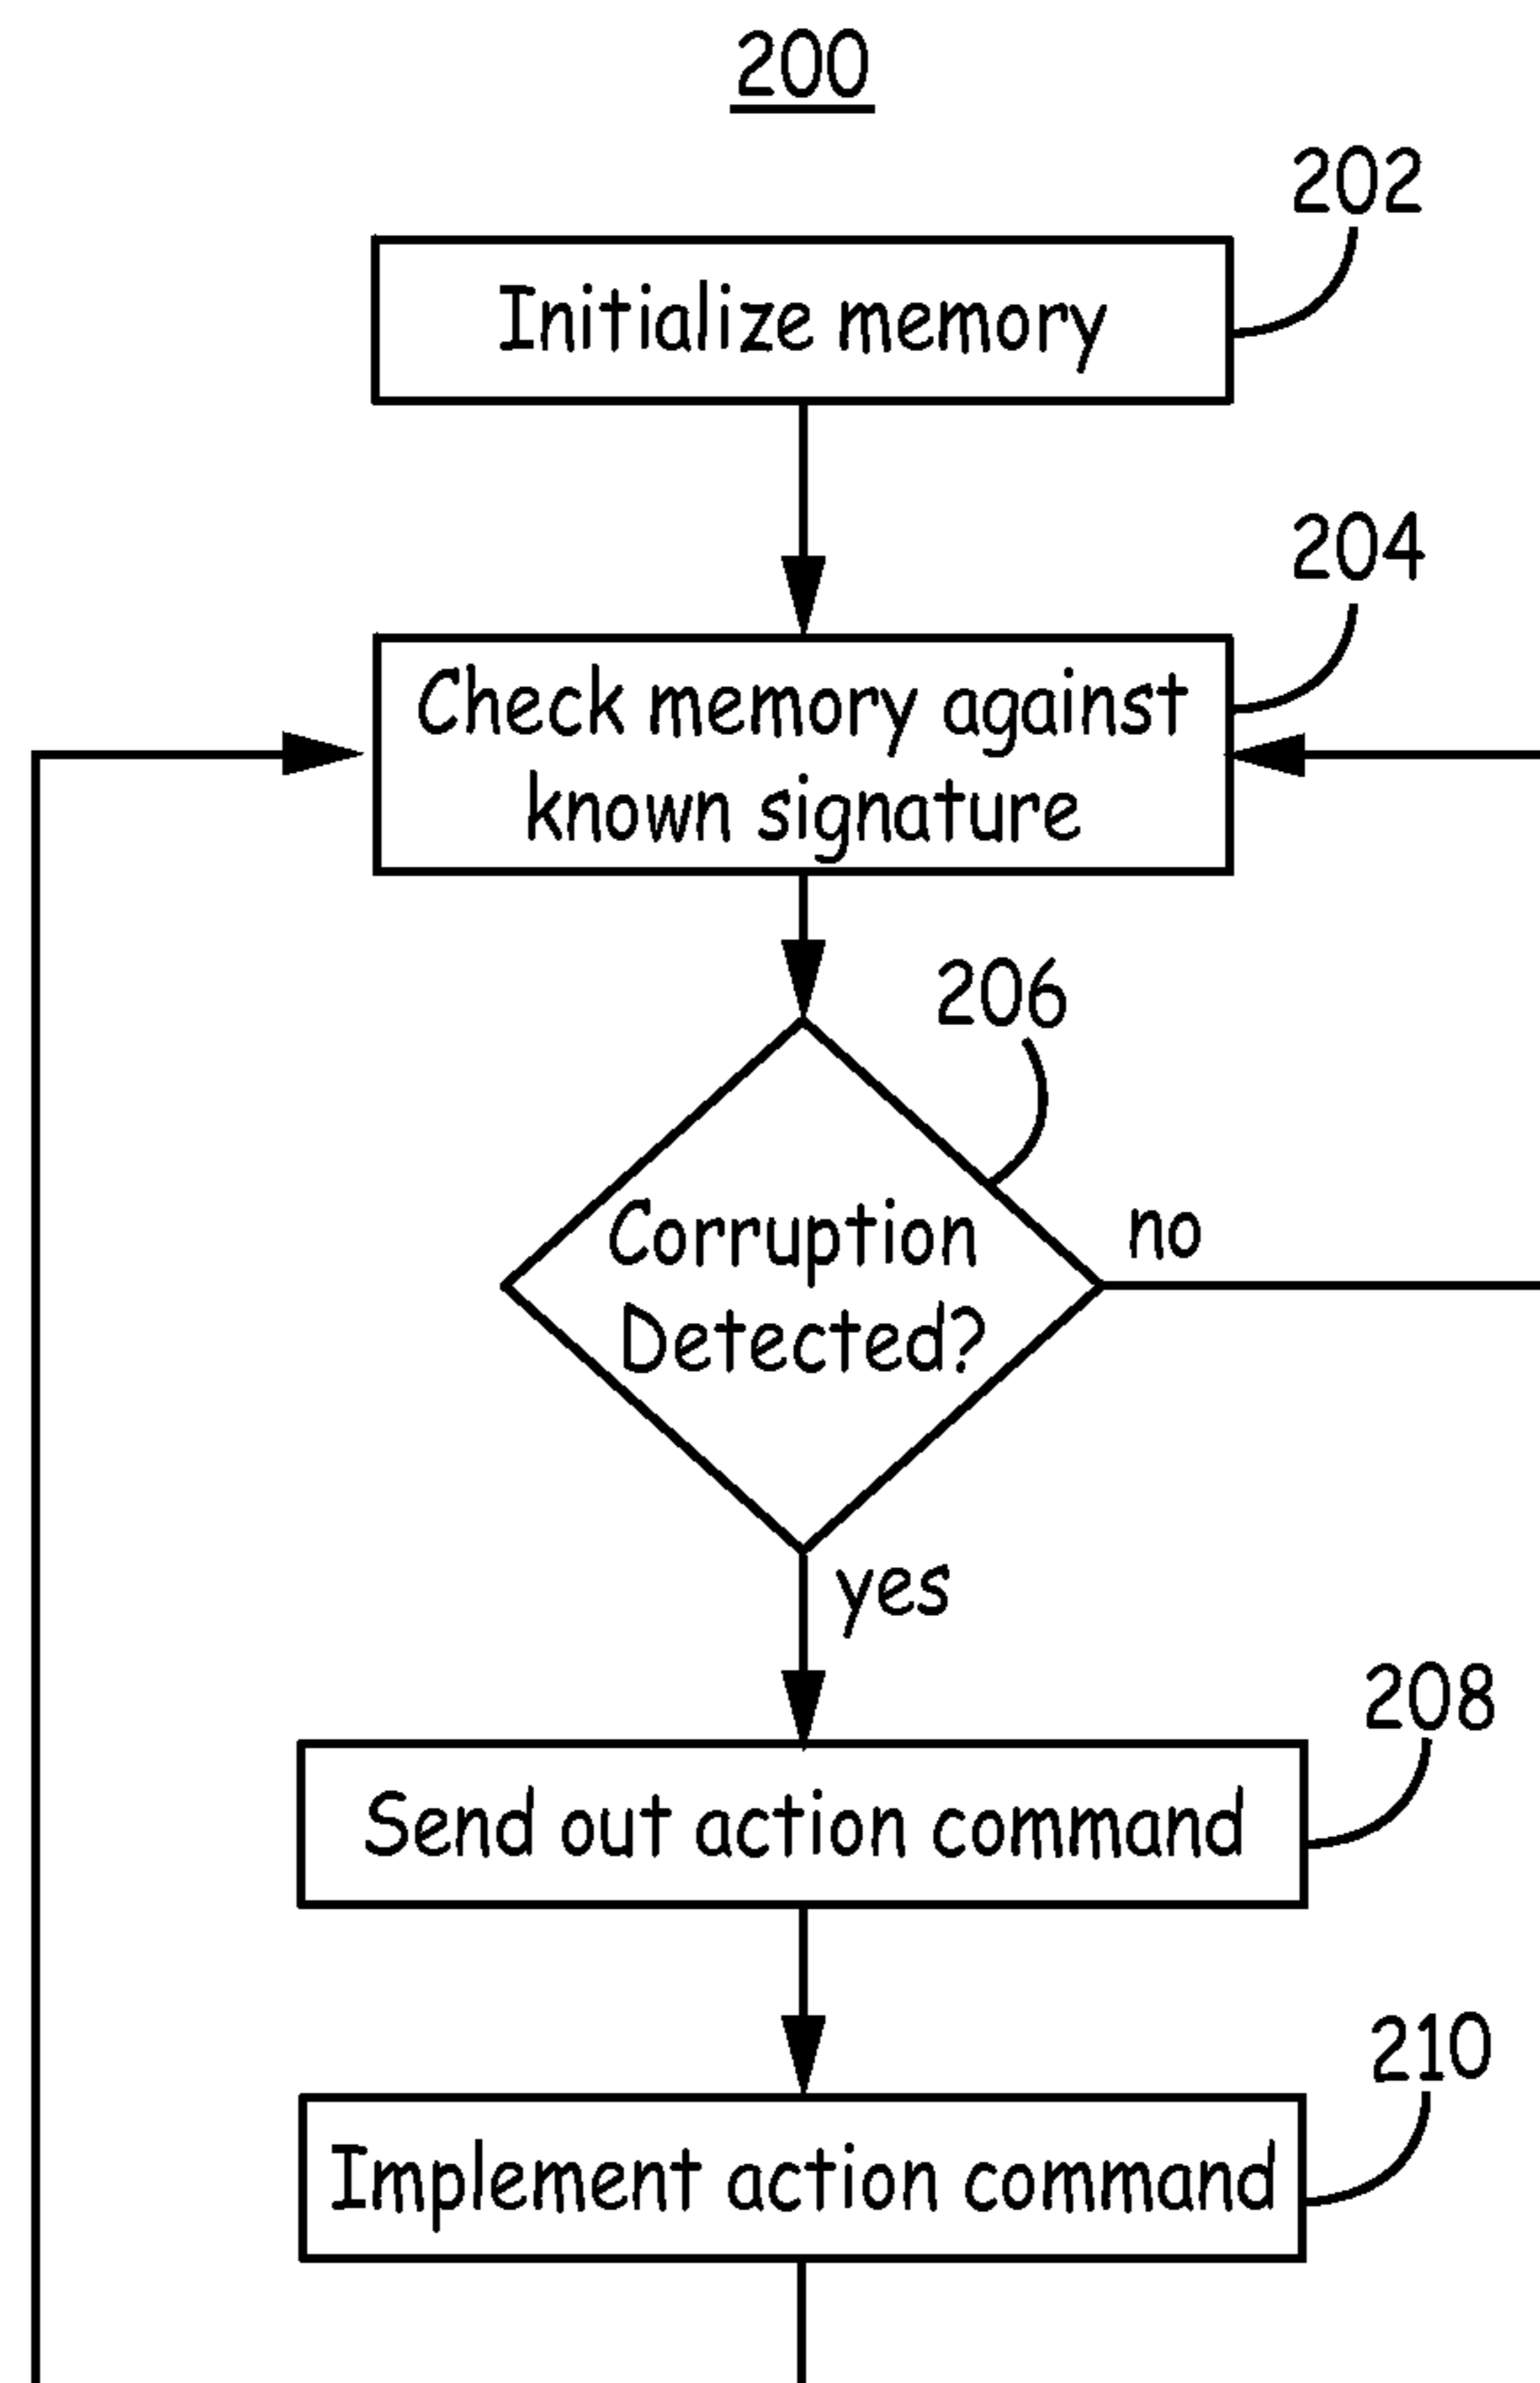 200
202
Initialize memory
204
Check memory against
known signature
206
Corruption
Detected?
no
yes
208
Send out action command
210
Implement action command